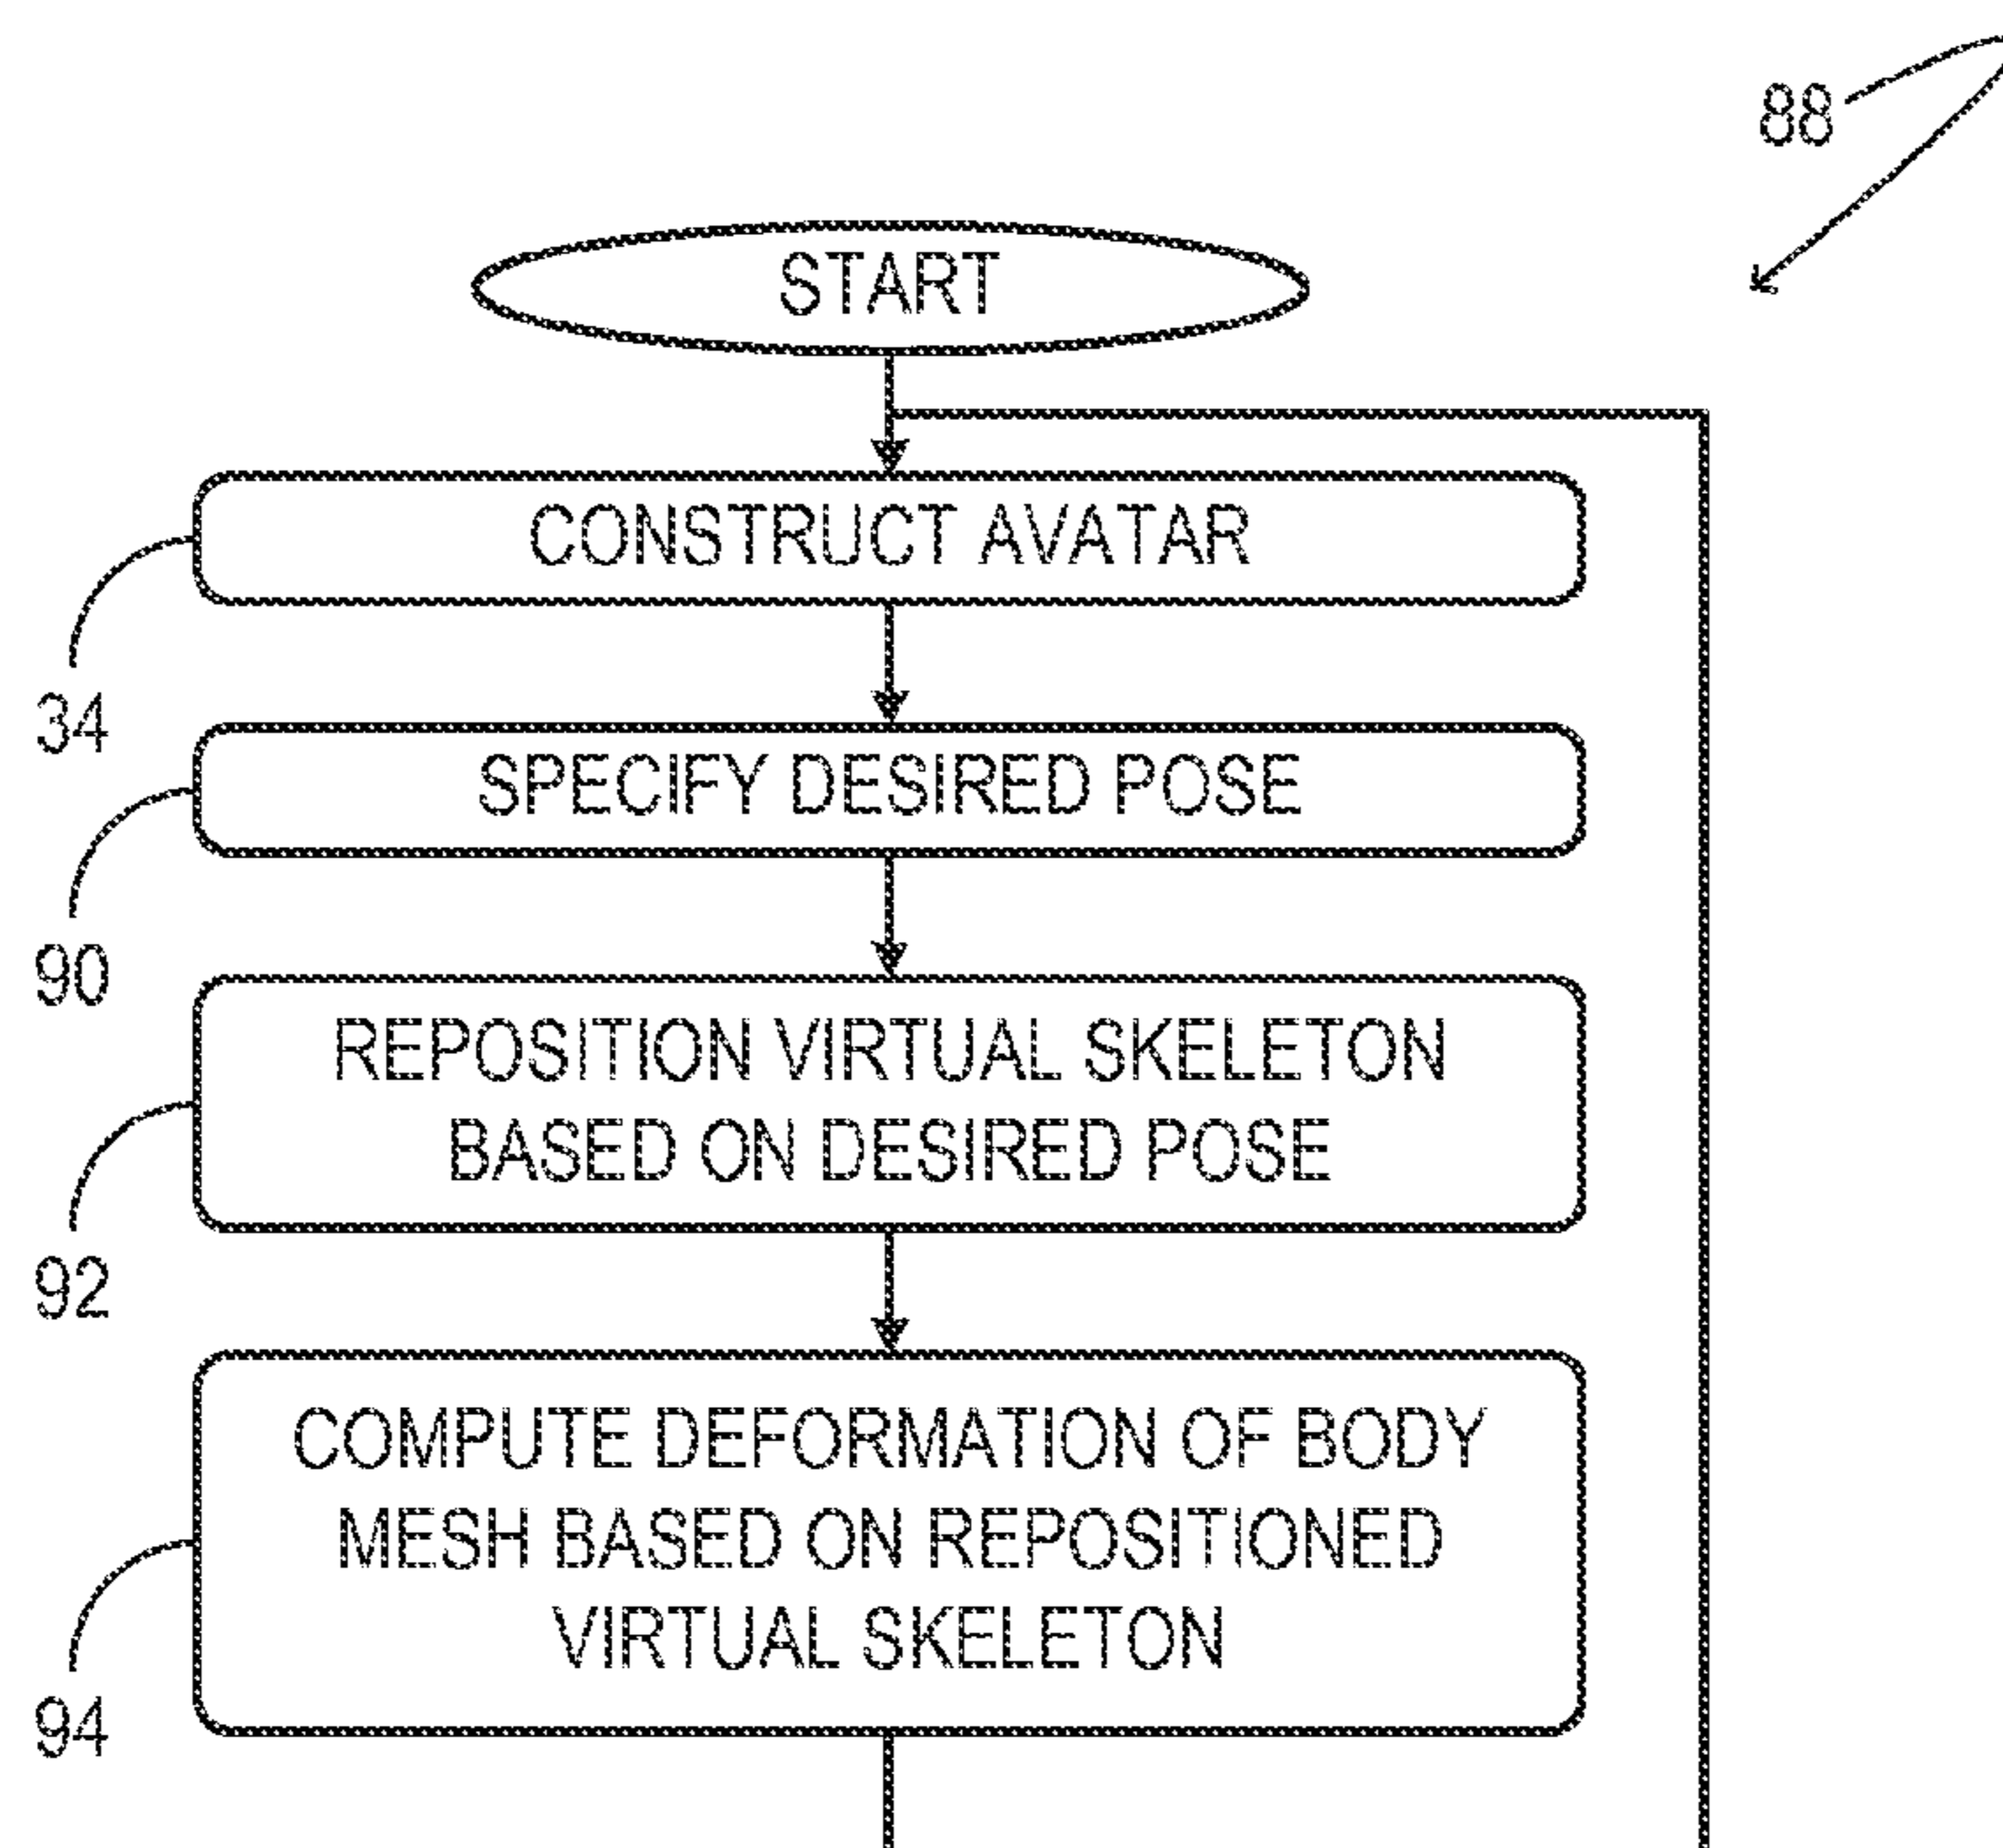 88
START
CONSTRUCT AVATAR
34
SPECIFY DESIRED POSE
90
REPOSITION VIRTUAL SKELETON
BASED ON DESIRED POSE
92
COMPUTE DEFORMATION OF BODY
MESH BASED ON REPOSITIONED
VIRTUAL SKELETON
94